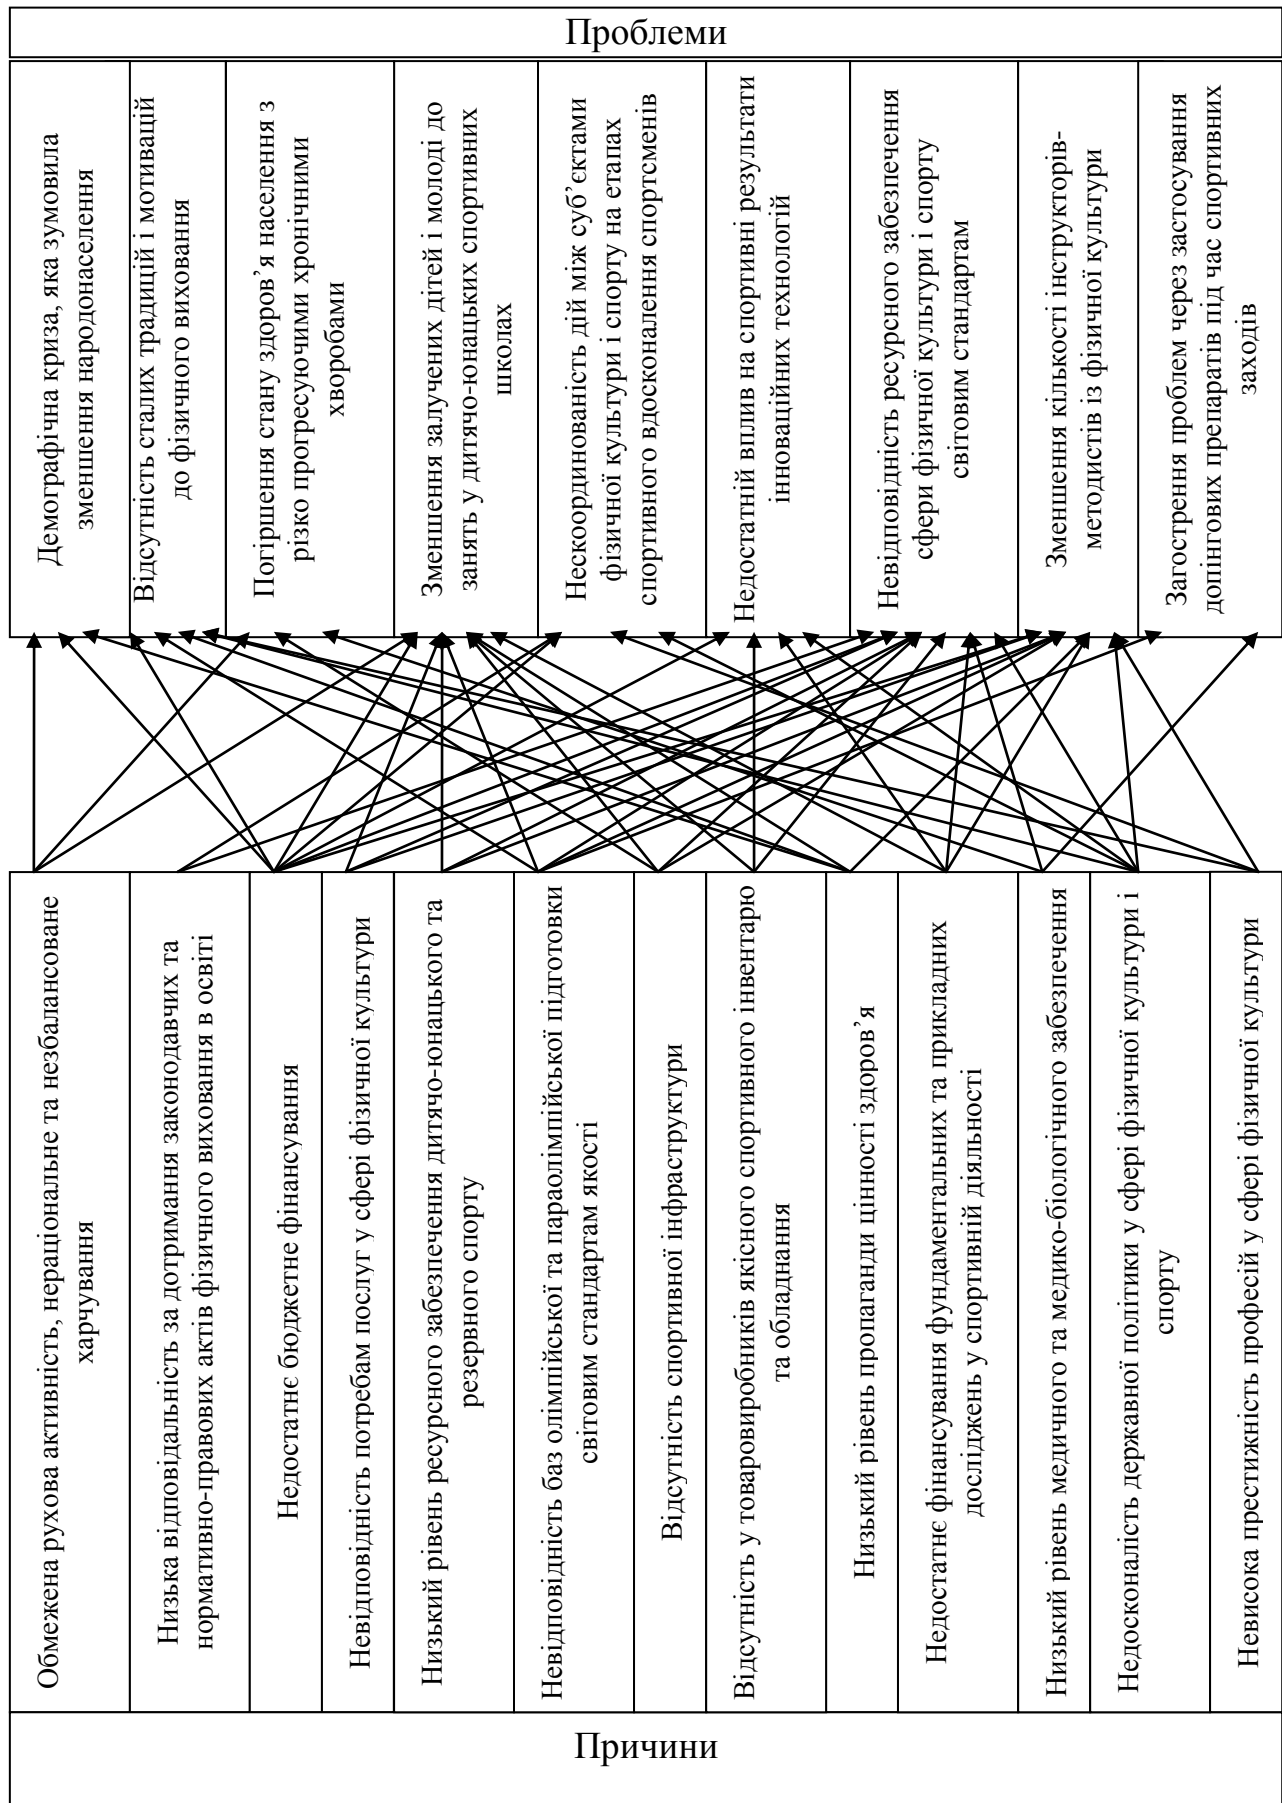 Проблеми
Демографічна криза, яка зумовила
зменшення народонаселення
Відсутність сталих традицій і мотивацій
до фізичного виховання
Погіршення стану здоров’я населення з
різко прогресуючими хронічними
хворобами
Зменшення залучених дітей і молоді до
занять у дитячо-юнацьких спортивних
школах
Нескоординованість дій між суб’єктами
фізичної культури і спорту на етапах
спортивного вдосконалення спортсменів
Недостатній вплив на спортивні результати
інноваційних технологій
Невідповідність ресурсного забезпечення
сфери фізичної культури і спорту
світовим стандартам
Зменшення кількості інструкторів-
методистів із фізичної культури
Загострення проблем через застосування
допінгових препаратів під час спортивних
заходів
Обмежена рухова активність, нераціональне та незбалансоване
харчування
Низька відповідальність за дотримання законодавчих та
нормативно-правових актів фізичного виховання в освіті
Недостатнє бюджетне фінансування
Невідповідність потребам послуг у сфері фізичної культури
Низький рівень ресурсного забезпечення дитячо-юнацького та
резервного спорту
Невідповідність баз олімпійської та параолімпійської підготовки
світовим стандартам якості
Відсутність спортивної інфраструктури
Відсутність у товаровиробників якісного спортивного інвентарю
та обладнання
Низький рівень пропаганди цінності здоров’я
Недостатнє фінансування фундаментальних та прикладних
досліджень у спортивній діяльності
Низький рівень медичного та медико-біологічного забезпечення
Недосконалість державної політики у сфері фізичної культури і
спорту
Невисока престижність професій у сфері фізичної культури
Причини